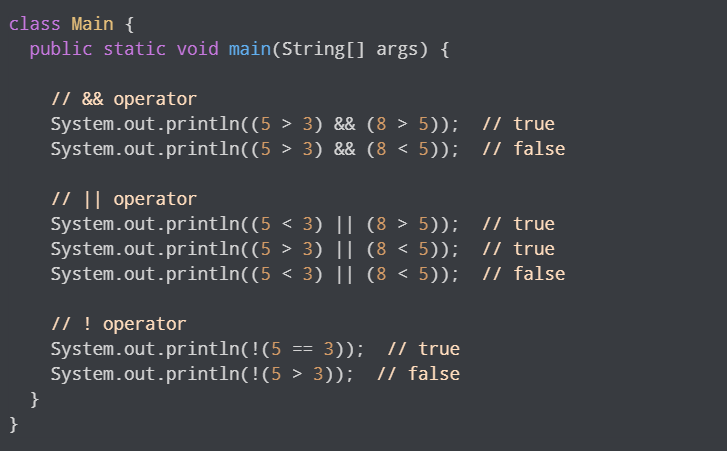 class Main {
  public static void main(String[] args) {

    // && operator
    System.out.println((5 > 3) && (8 > 5));  // true
    System.out.println((5 > 3) && (8 < 5));  // false

    // || operator
    System.out.println((5 < 3) || (8 > 5));  // true
    System.out.println((5 > 3) || (8 < 5));  // true
    System.out.println((5 < 3) || (8 < 5));  // false

    // ! operator
    System.out.println(!(5 == 3));  // true
    System.out.println(!(5 > 3));  // false
  }
}